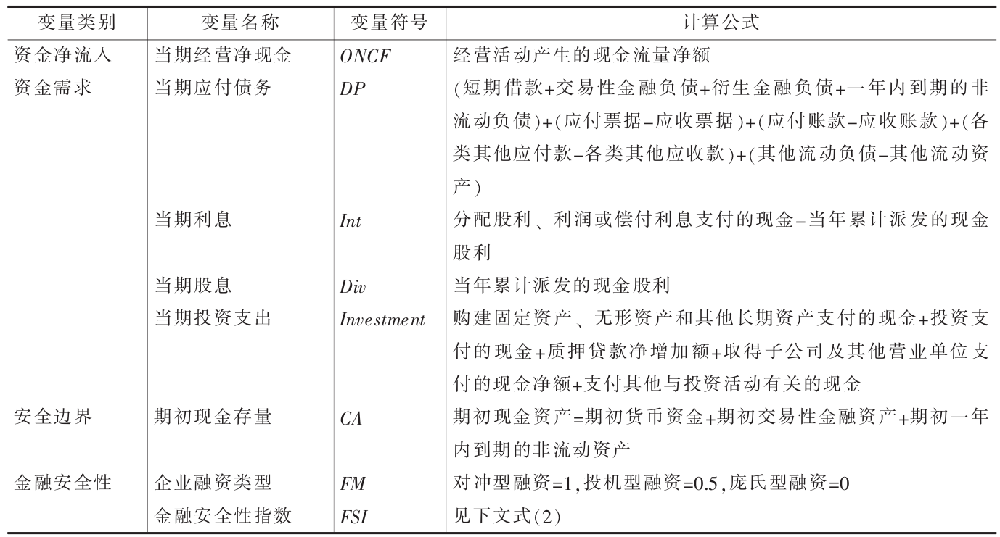 变量类别 变量名称 变量符号 计算公式
资金净流入 当期经营净现金 ONCF 经营活动产生的现金流量净额
资金需求 当期应付债务 DP (短期借款+交易性金融负债+衍生金融负债+一年内到期的非
流动负债)+(应付票据-应收票据)+(应付账款-应收账款)+(各
类其他应付款-各类其他应收款)+(其他流动负债-其他流动资
产)
当期利息 Int 分配股利、利润或偿付利息支付的现金-当年累计派发的现金
股利
当期股息 Div 当年累计派发的现金股利
当期投资支出 Investment 购建固定资产、无形资产和其他长期资产支付的现金+投资支
付的现金+质押贷款净增加额+取得子公司及其他营业单位支
付的现金净额+支付其他与投资活动有关的现金
安全边界 期初现金存量 CA 期初现金资产=期初货币资金+期初交易性金融资产+期初一年
内到期的非流动资产
金融安全性 企业融资类型 FM 对冲型融资=1,投机型融资=0.5,庞氏型融资=0
金融安全性指数 FSI 见下文式(2)